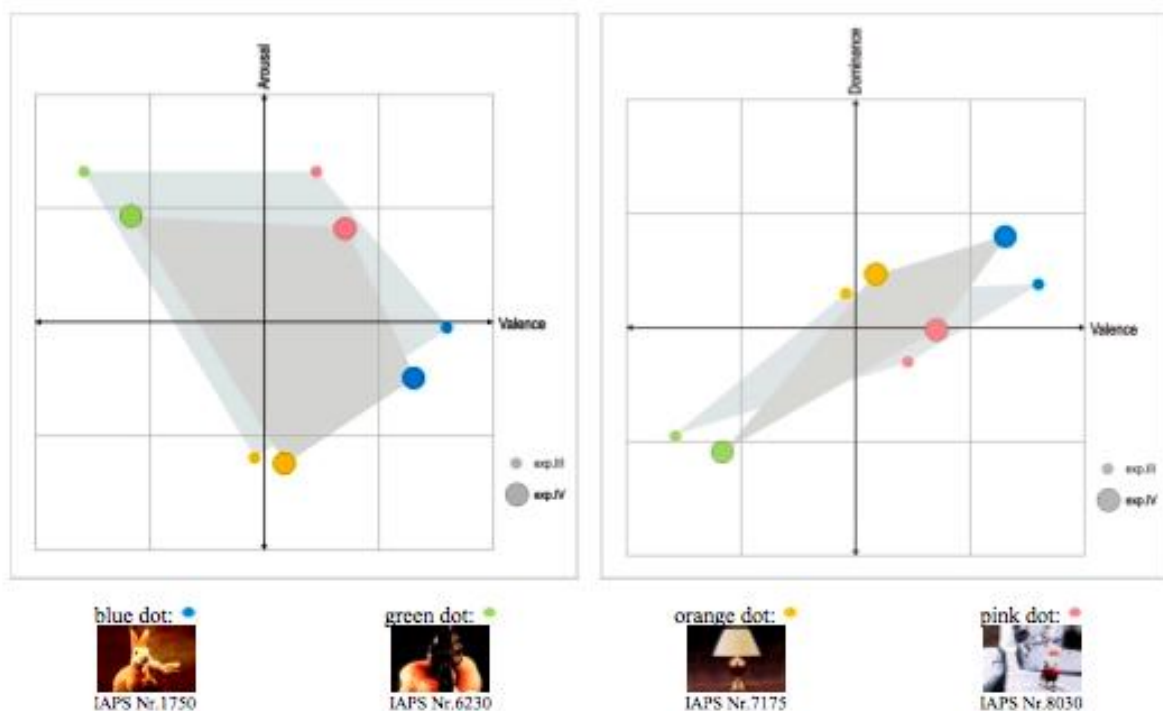 Arousal
Valence
exp.III
exp.IV
Dominance
Valence
exp.III
exp.IV
blue dot:
green dot:
orange dot:
pink dot:
IAPS Nr.1750
IAPS Nr.6230
IAPS Nr.7175
IAPS Nr.8030